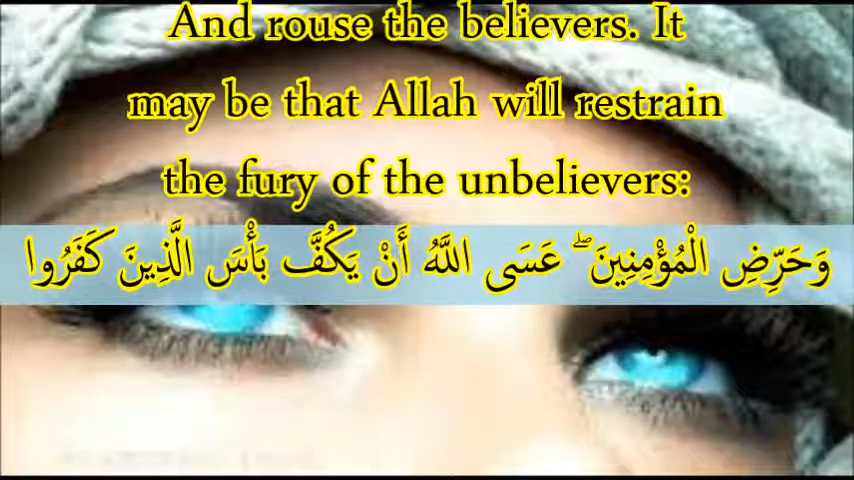 And rouse the believers. It
may be that Allah will restrain
the fury of the unbelievers:
وَحَرِّضِ الْمُؤْمِنِينَ ۖ عَسَى اللَّهُ أَنْ يَكُفَّ بَأْسَ الَّذِينَ كَفَرُوا